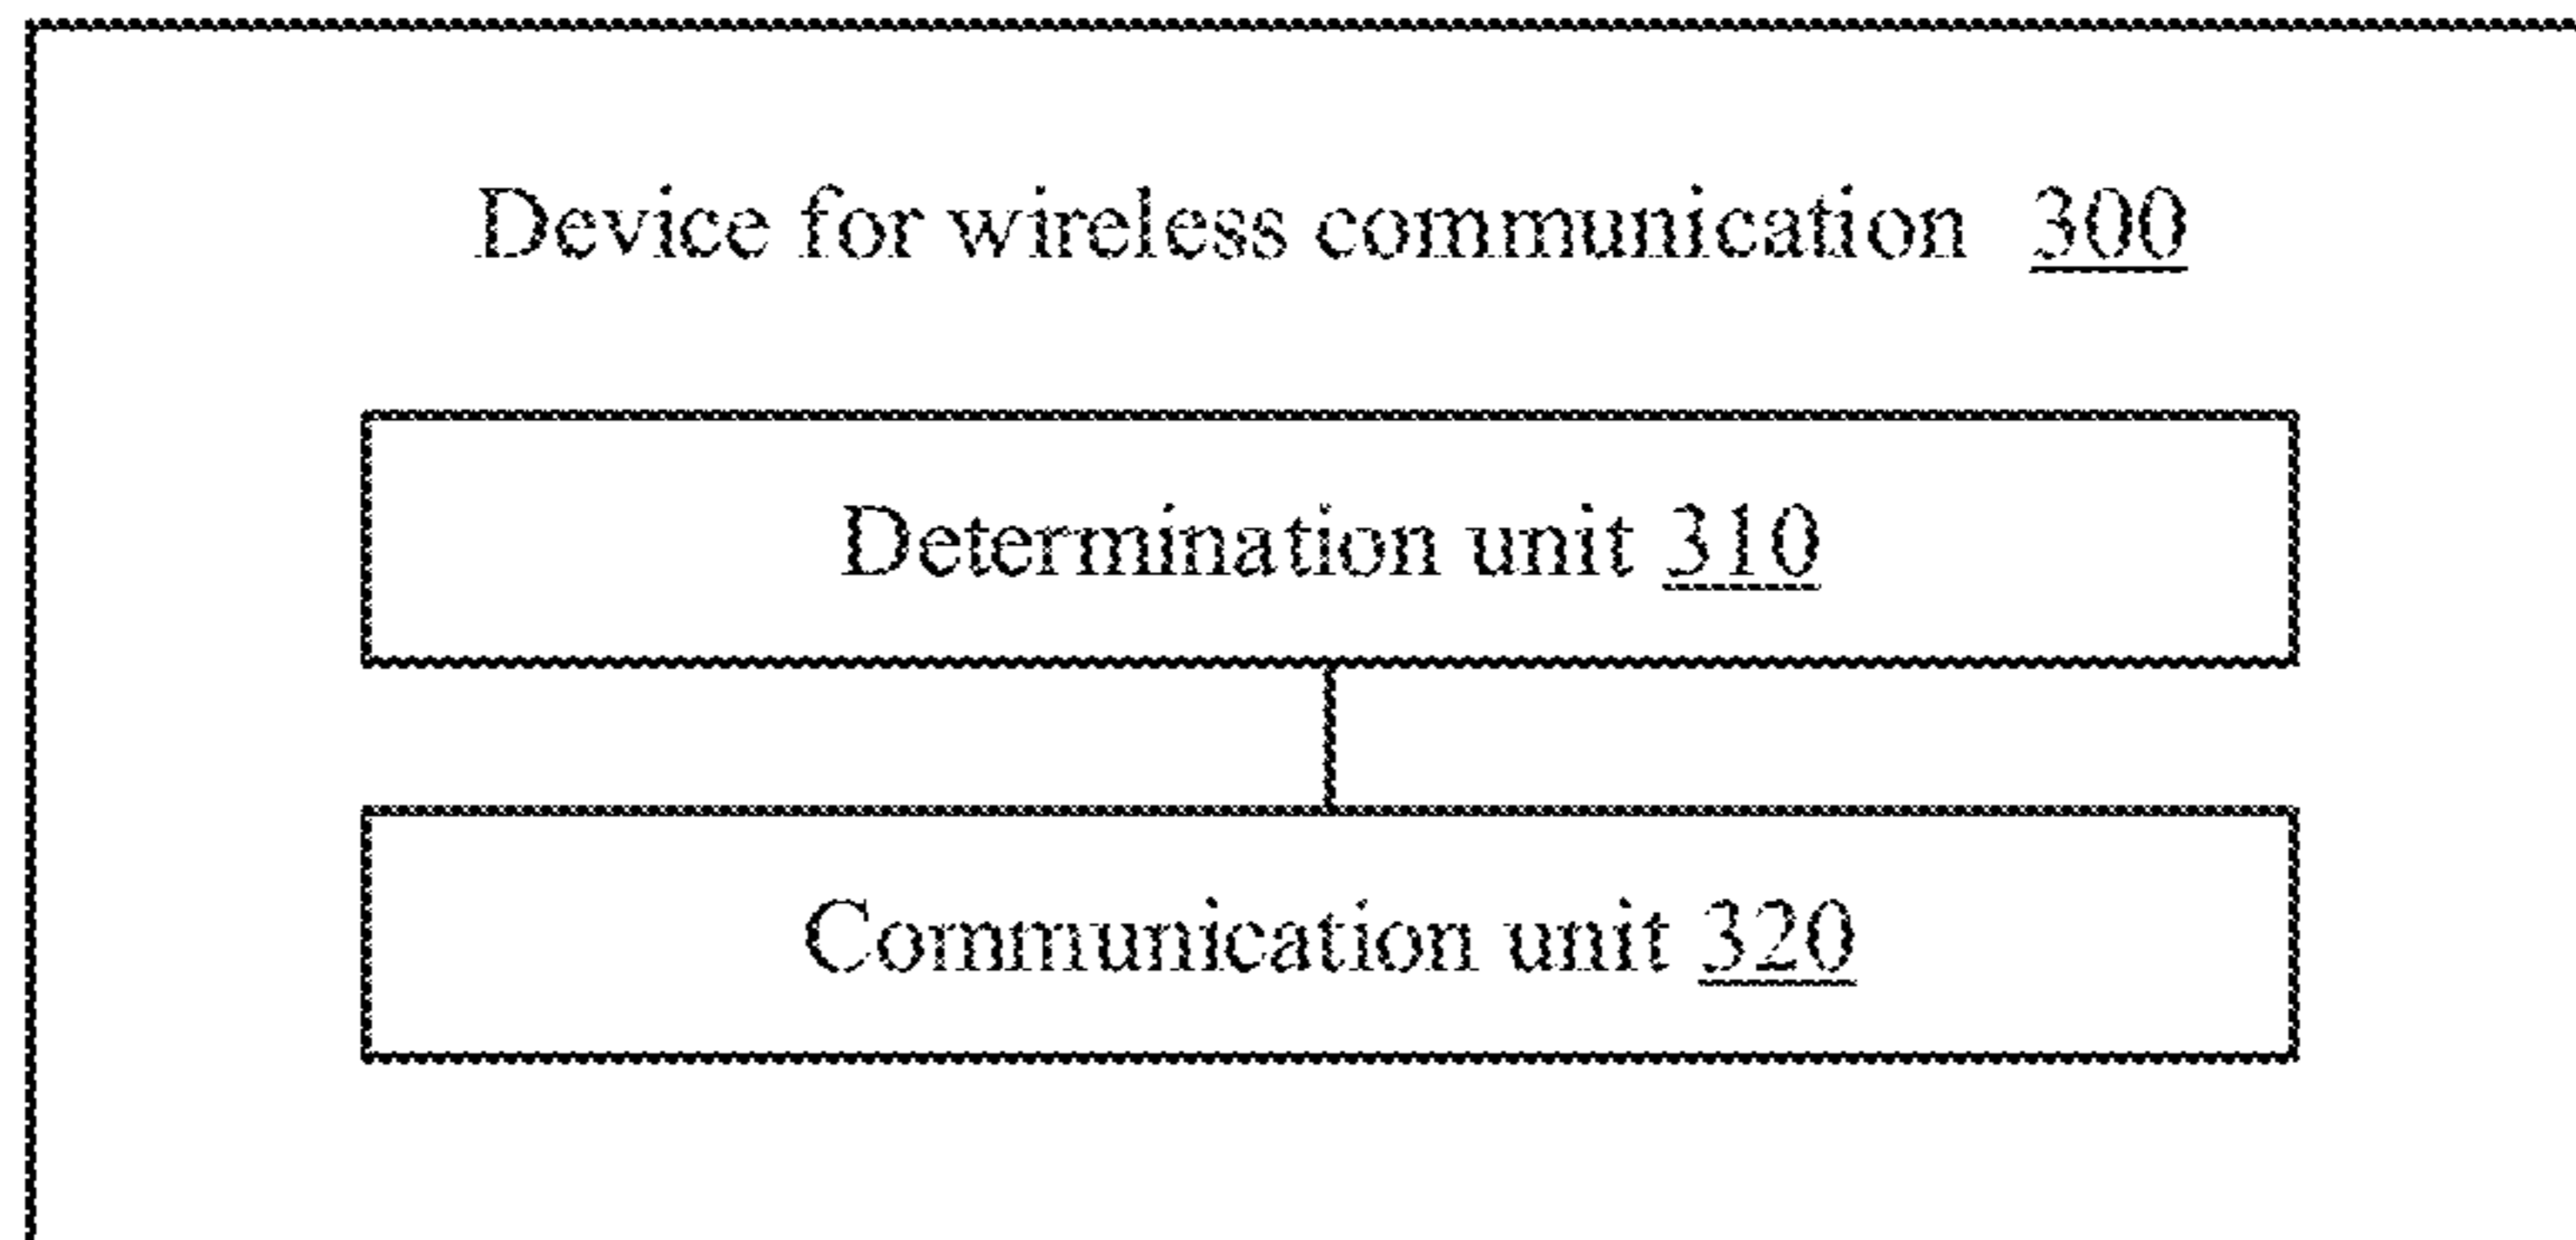 Device for wireless communication 300
Determination unit 310
Communication unit 320